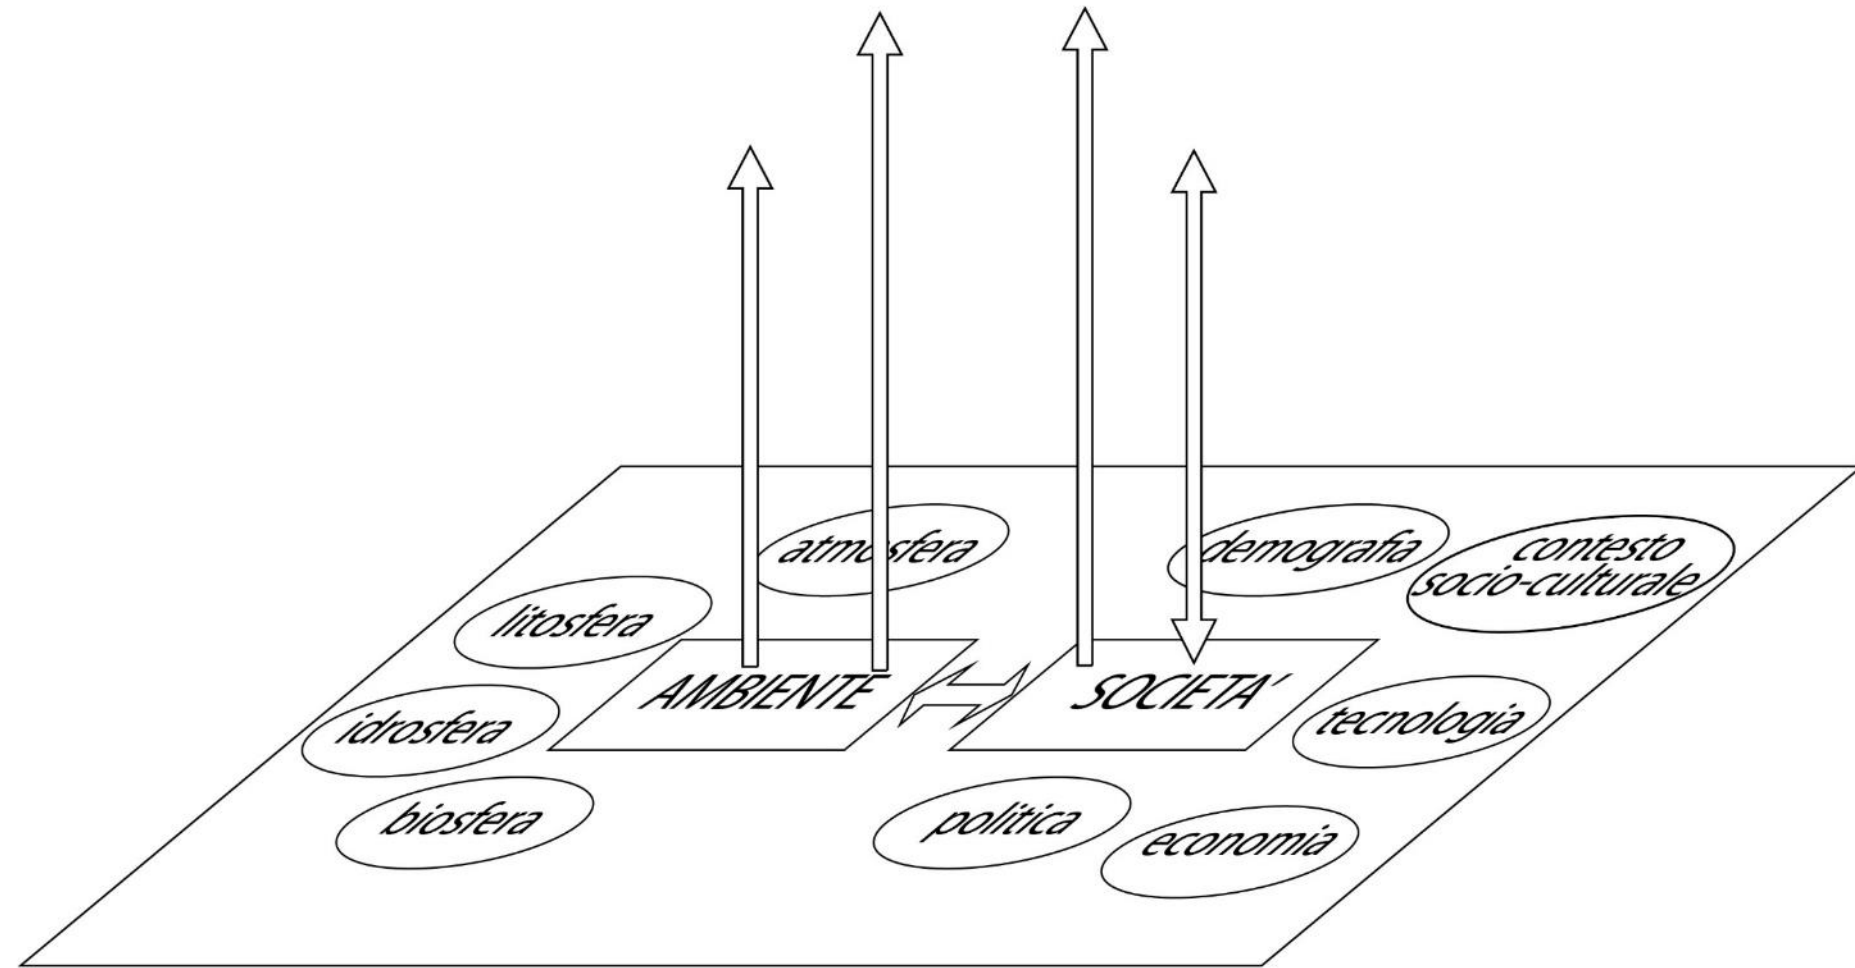 atmosfera
demografia
contesto
socio-culturale
litosfera
AMBIENTE
SOCIETA'
idrosfera
tecnologia
biosfera
politica
economia